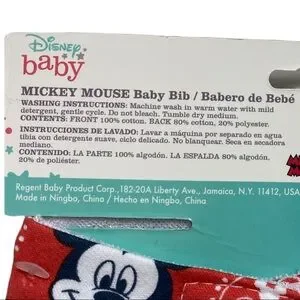 Disney
baby
MICKEY MOUSE Baby Bib / Babero de Bebé
WASHING INSTRUCTIONS: Machine wash in warm water with mild
detergent, gentle cycle. Do not bleach. Tumble dry medium.
CONTENTS: FRONT 100% cotton. BACK 80% cotton, 20% polyester.
INSTRUCCIONES DE LAVADO: Lavar a máquina por separado en agua
tibia con detergente suave, ciclo delicado. No blanquear. Seca en secadora
mediano.
CONTENIDO: LA PARTE 100% algodón. LA ESPALDA 80% algodón,
20% de poliéster.
Regent Baby Product Corp.,182-20A Liberty Ave., Jamaica, N.Y. 11412, USA
Made in Ningbo, China / Hecho en Ningbo, China